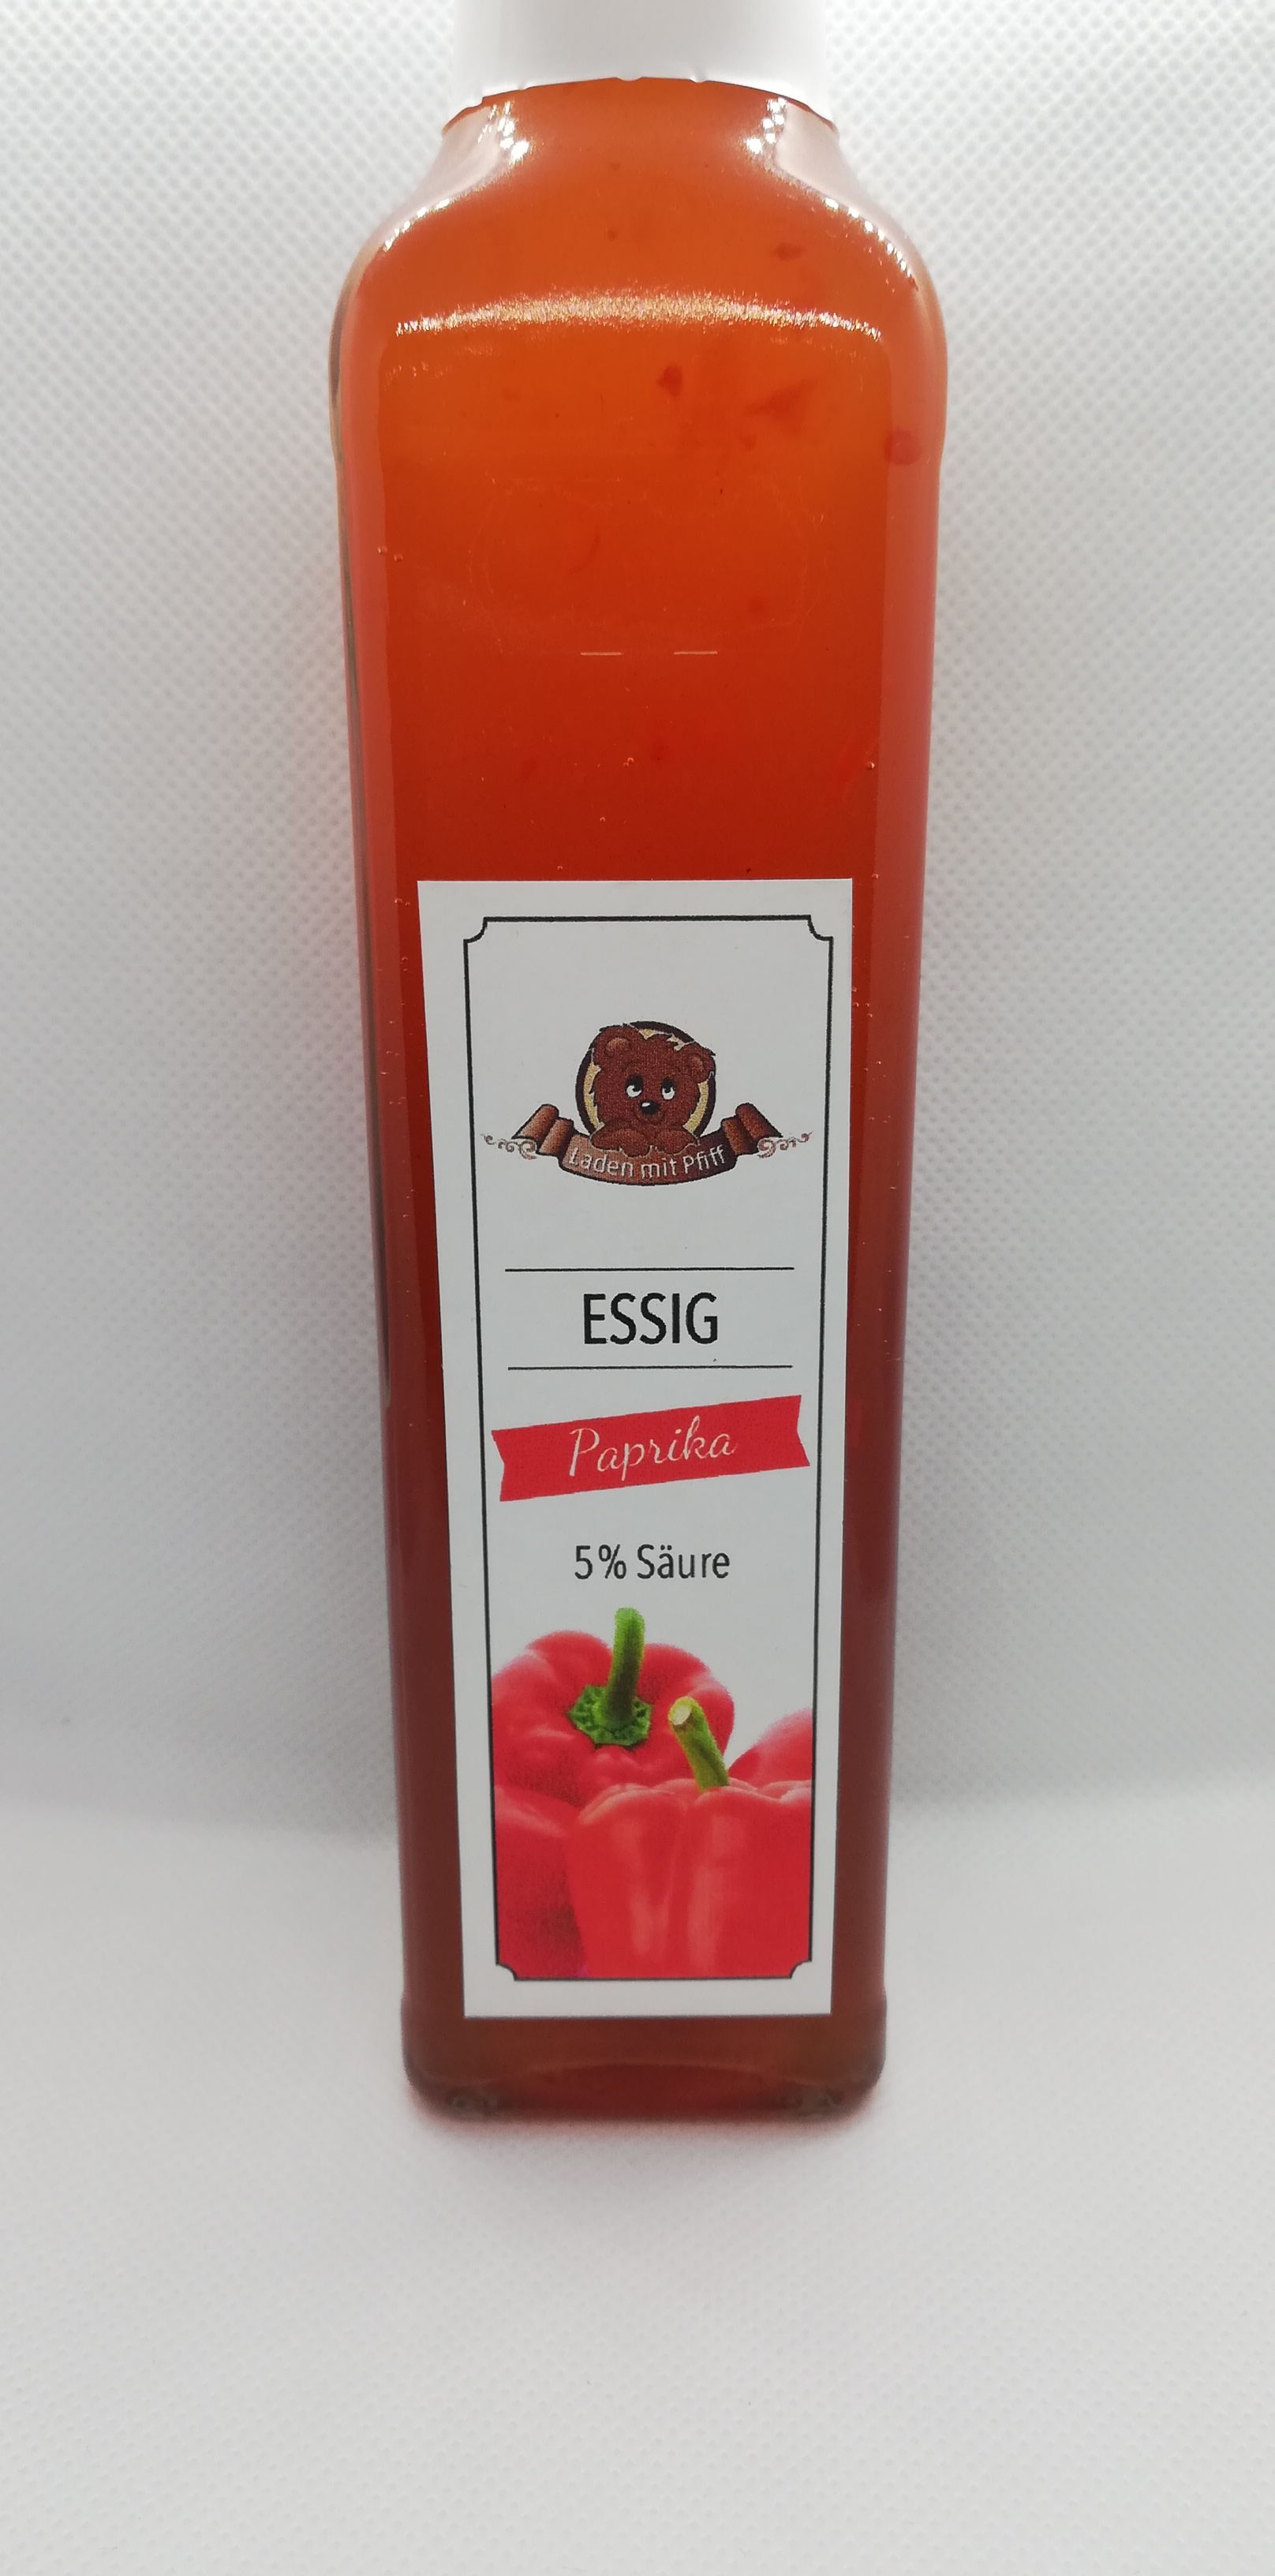 Laden mit Pfiff
ESSIG
Paprika
5% Säure